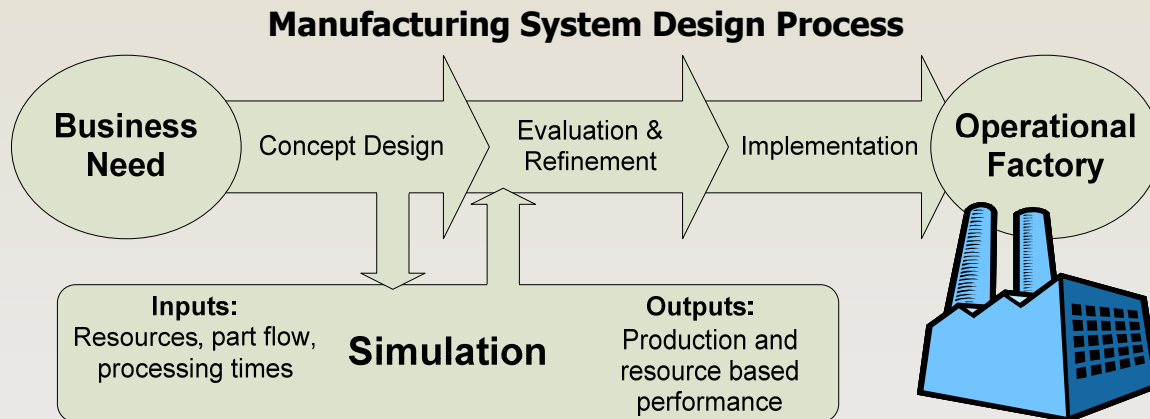 Manufacturing System Design Process
Business
Need
Concept Design
Evaluation &
Refinement
Implementation
Operational
Factory
Inputs:
Resources, part flow,
processing times
Simulation
Outputs:
Production and
resource based
performance